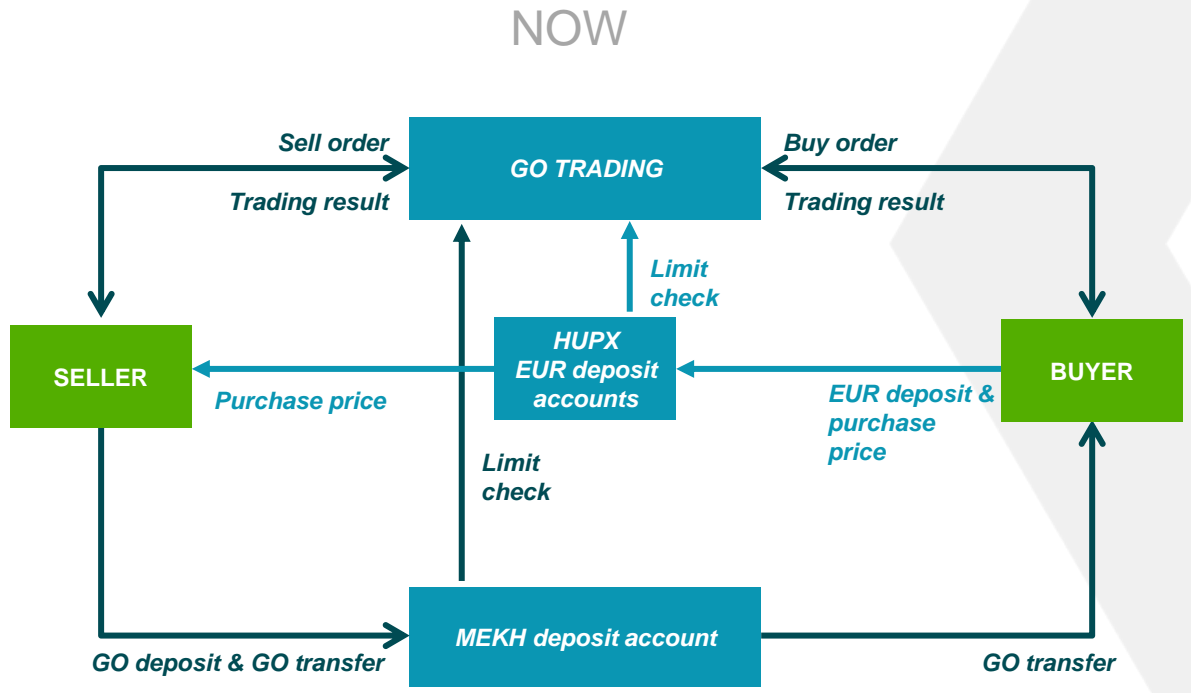 NOW
Sell order
GO TRADING
Buy order
Trading result
Trading result
Limit
check
HUPX
EUR deposit
accounts
SELLER
BUYER
Purchase price
EUR deposit &
purchase
price
Limit
check
MEKH deposit account
GO deposit & GO transfer
GO transfer